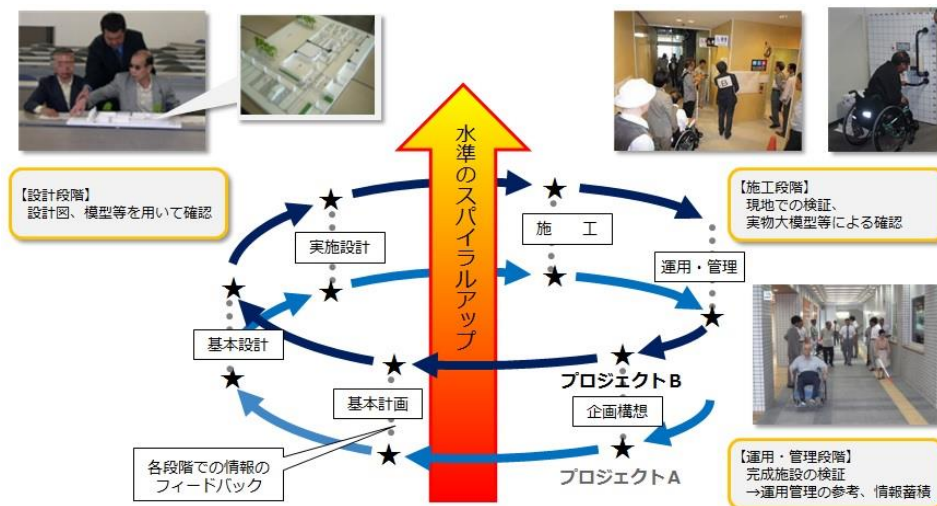 【設計段階】
設計図、模型等を用いて確認
水準のスパイラルアップ
【施工段階】
現地での検証、
実物大模型等による確認
実施設計
施 工
運用・管理
基本設計
基本計画
プロジェクトB
企画構想
各段階での情報の
フィードバック
プロジェクトA
【運用・管理段階】
完成施設の検証
→運用管理の参考、情報蓄積
B